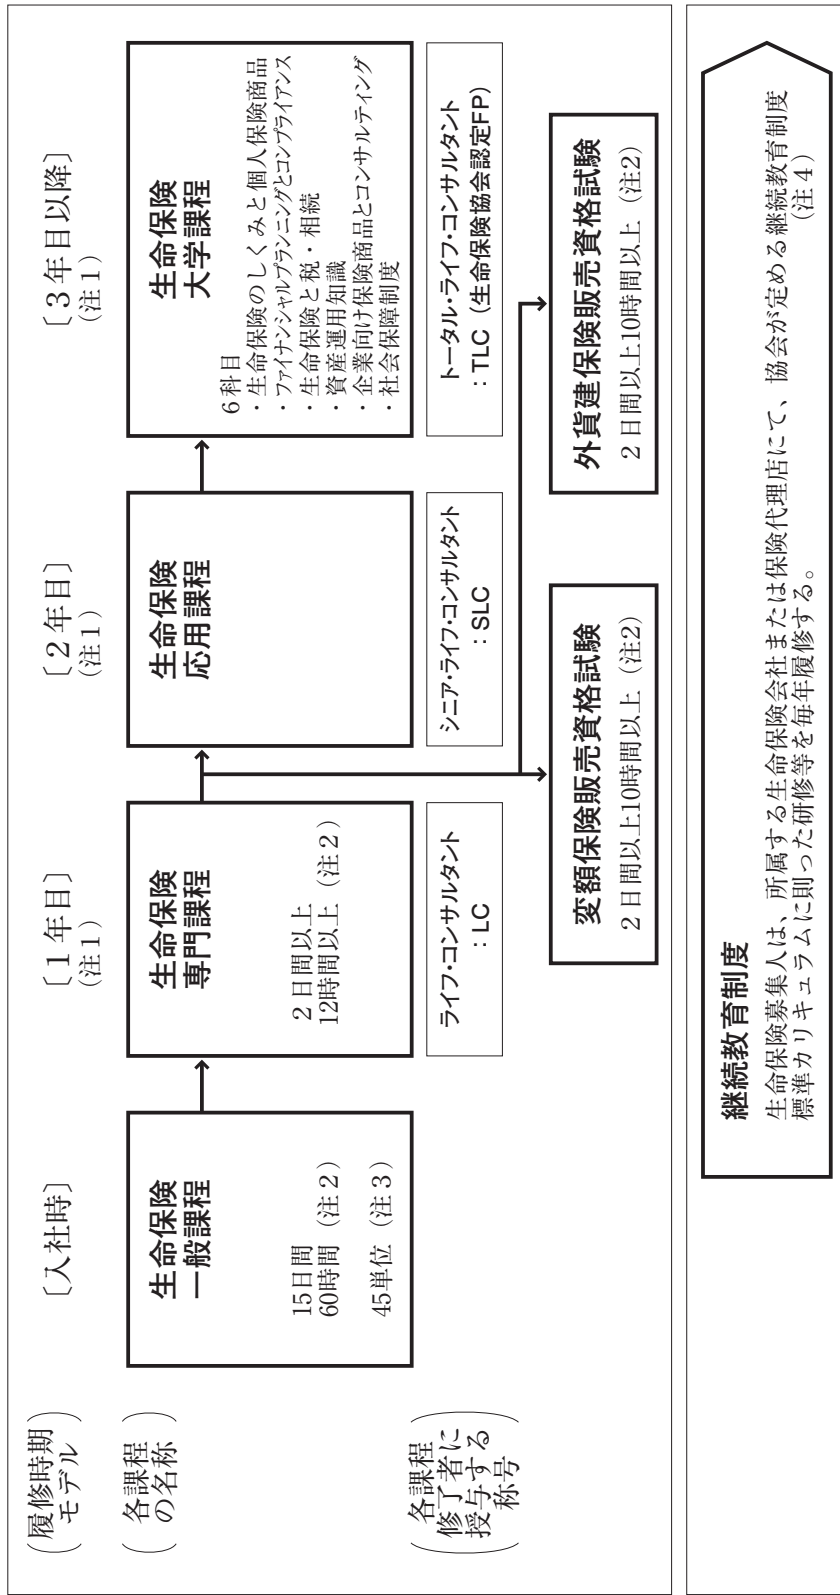 （履修時期
モデル）
〔入社時〕
〔１年目〕
（注１）
〔２年目〕
（注１）
〔３年目以降〕
（注１）
（各課程
の名称）
生命保険
一般課程
15日間
60時間（注２）
45単位（注３）
生命保険
専門課程
２日間以上
12時間以上（注２）
生命保険
応用課程
生命保険
大学課程
６科目
・生命保険のしくみと個人保険商品
・ファイナンシャルプランニングとコンプライアンス
・生命保険と税・相続
・資産運用知識
・企業向け保険商品とコンサルティング
・社会保障制度
（各課程
修了者に
授与する
称号）
ライフ・コンサルタント
：LC
シニア・ライフ・コンサルタント
：SLC
トータル・ライフ・コンサルタント
：TLC（生命保険協会認定FP）
変額保険販売資格試験
２日間以上10時間以上（注２）
外貨建保険販売資格試験
２日間以上10時間以上（注２）
継続教育制度
生命保険募集人は、所属する生命保険会社または保険代理店にて、協会が定める継続教育制度
標準カリキュラムに則った研修等を毎年履修する。
（注４）